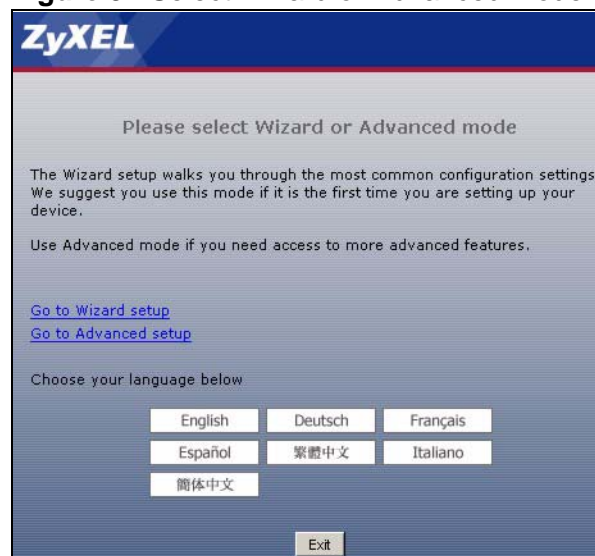 ZyXEL
Please select Wizard or Advanced mode
The Wizard setup walks you through the most common configuration settings
We suggest you use this mode if it is the first time you are setting up your
device.
Use Advanced mode if you need access to more advanced features.
Go to Wizard setup
Go to Advanced setup
Choose your language below
English Deutsch Français
Español 繁體中文 Italiano
簡体中文
Exit